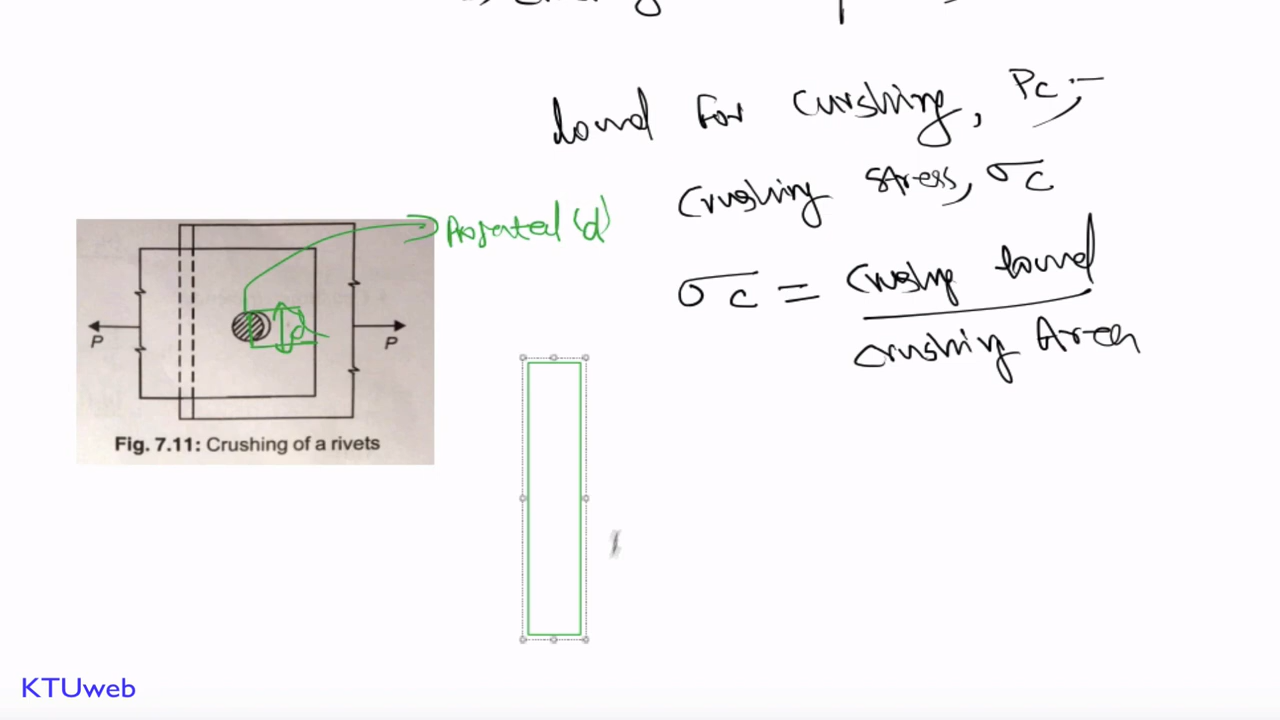 load for curshing, Pc :-
Crushing stress, σc
Projected (d)
σc = Crushing load
Crushing Area
d
P
P
Fig. 7.11: Crushing of a rivets
KTUweb